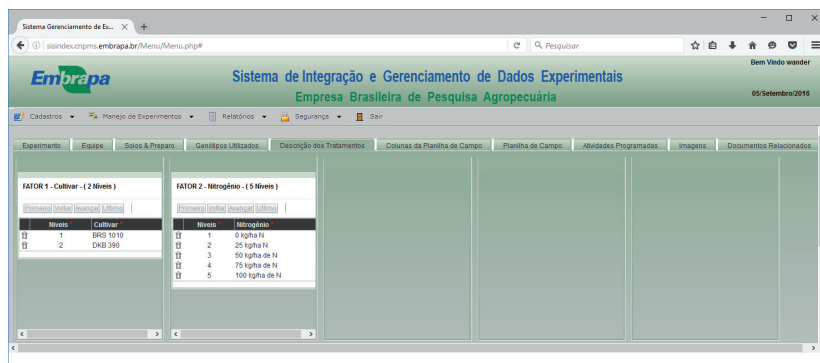 Sistema Gerenciamento de Ex...
sisindex.cnpms.embrapa.br/Menu/Menu.php#
Pesquisar
Bem Vindo wander
Embrapa
Sistema de Integração e Gerenciamento de Dados Experimentais
Empresa Brasileira de Pesquisa Agropecuária
05/Setembro/2016
Cadastros Manejo de Experimentos Relatórios Segurança Sair
Experimento Equipe Solos & Preparo Genótipos Utilizados Descrição dos Tratamentos Colunas da Planilha de Campo Planilha de Campo Atividades Programadas Imagens Documentos Relacionados
FATOR 1 - Cultivar - ( 2 Níveis )
Primeiro Voltar Avançar Último
Níveis * Cultivar *
1 BRS 1010
2 DKB 390
FATOR 2 - Nitrogênio - ( 5 Níveis )
Primeiro Voltar Avançar Último
Níveis * Nitrogênio *
1 0 kg/ha N
2 25 kg/ha N
3 50 kg/ha de N
4 75 kg/ha de N
5 100 kg/ha de N